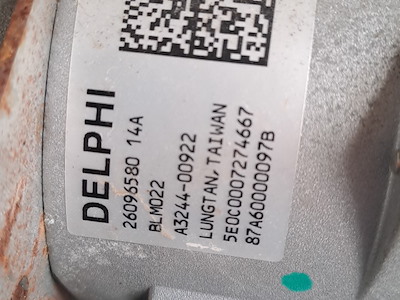 DELPHI
26096580 14A
BLM022
A3244-00922
LUNGTAN, TAIWAN
5E0C0007274667
87A60000097B